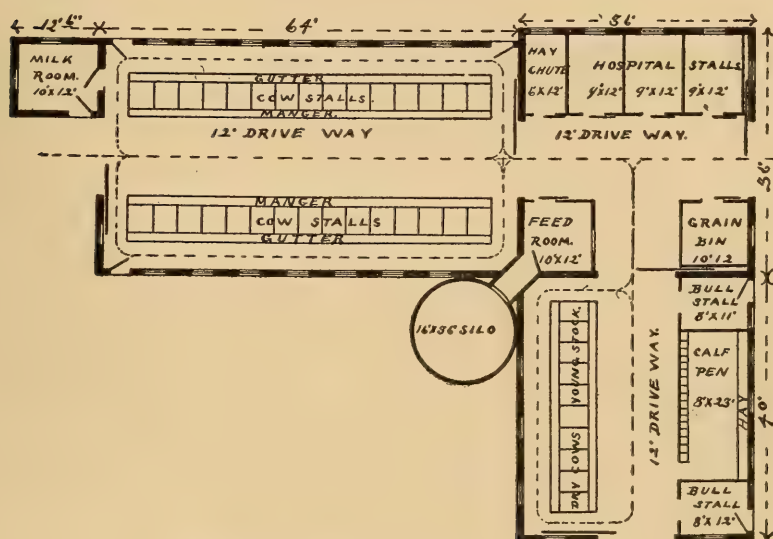 12' 6"
64'
36'
MILK
ROOM.
10'X12'
GUTTER
COW STALLS.
MANGER.
12' DRIVE WAY
HAY
CHUTE
6X12'
HOSPITAL STALLS
9'X12' 9'X12' 9'X12'
12' DRIVE WAY.
36'
MANGER
COW STALLS
GUTTER
FEED
ROOM.
10'X12'
GRAIN
BIN
10'12
16'X36' SILO
BULL
STALL
8'X11'
YOUNG STOCK.
DRY COWS
12' DRIVE WAY.
CALF
PEN
8'X23'
HAY
40'
BULL
STALL
8'X12'